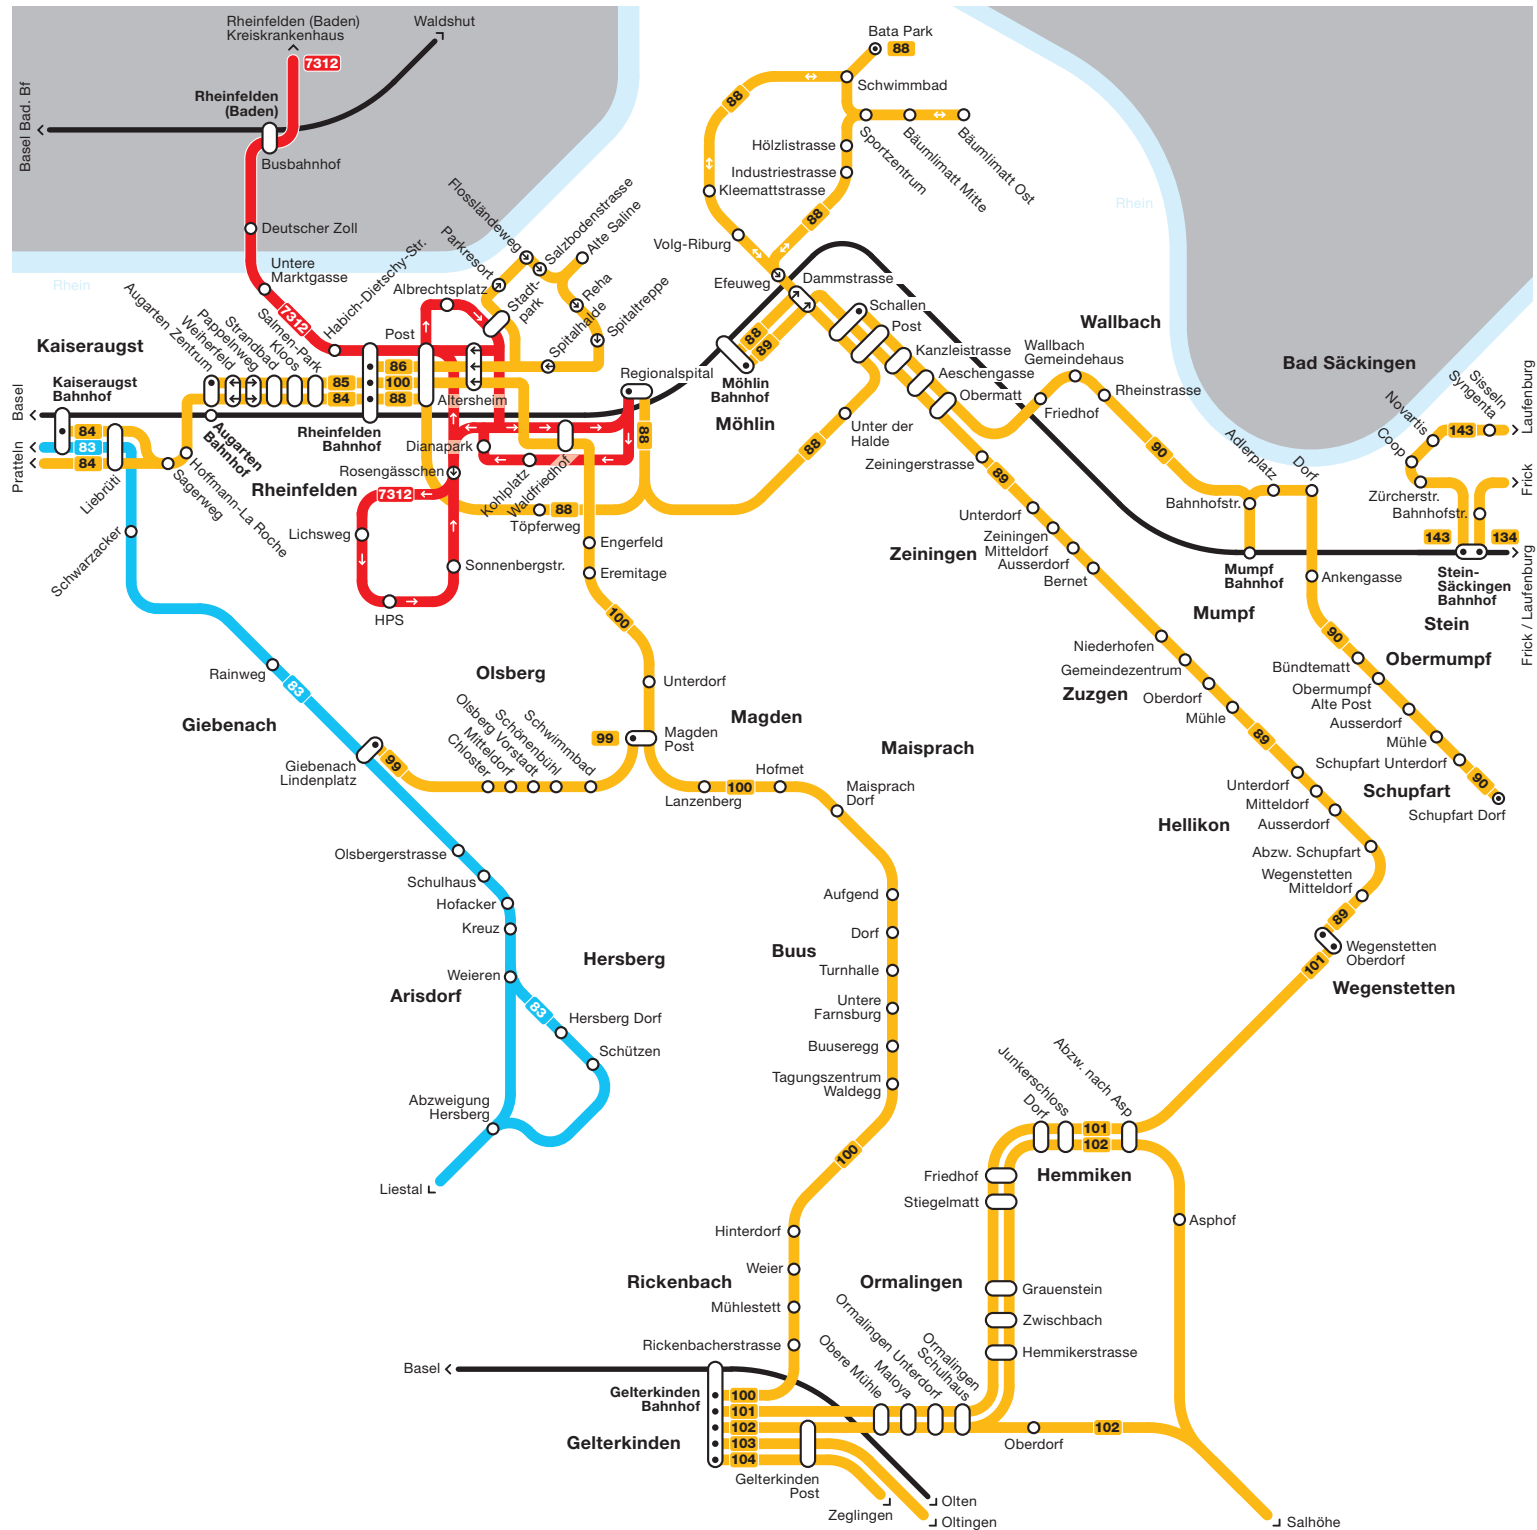 Rheinfelden (Baden)
Kreiskrankenhaus
Waldshut
7312
Rheinfelden
(Baden)
Basel Bad. Bf
Busbahnhof
Deutscher Zoll
Untere
Marktgasse
Rhein
7312
Habich-Dietschy-Str.
Salmen-Park
Kloos
Strandbad
Pappelnweg
Weiherfeld
Augarten
Zentrum
Post
Albrechtsplatz
Parkresort
Flossländeweg
Salzbodenstrasse
Alte Saline
Stadt-
park
Reha
Spitalhalde
Spitaltreppe
Bata Park
88
Schwimmbad
88
Hölzlistrasse
Industriestrasse
Kleemattstrasse
Sportzentrum
Bäumlimatt Mitte
Bäumlimatt Ost
88
Volg-Riburg
Efeuweg
Dammstrasse
Schallen
Post
Kanzleistrasse
Aeschengasse
Obermatt
88
89
Möhlin
Bahnhof
Möhlin
Regionalspital
Unter der
Halde
Zeiningerstrasse
88
88
89
Rhein
Wallbach
Wallbach
Gemeindehaus
Rheinstrasse
Friedhof
90
Bad Säckingen
Adlerplatz
Dorf
Bahnhofstr.
Mumpf
Bahnhof
Mumpf
Ankengasse
90
Obermumpf
Bündtematt
Obermumpf
Alte Post
Ausserdorf
Mühle
Schupfart Unterdorf
Schupfart
90
Schupfart Dorf
Sisseln
Syngenta
143
Novartis
Coop
Zürcherstr.
Bahnhofstr.
143
134
Stein-
Säckingen
Bahnhof
Stein
Laufenburg
Frick
Frick / Laufenburg
Kaiseraugst
Kaiseraugst
Bahnhof
Basel
Pratteln
84
83
84
Liebrüti
Sagerweg
Hoffmann-La Roche
Augarten
Bahnhof
85
84
86
100
88
Rheinfelden
Bahnhof
Rheinfelden
Altersheim
Dianapark
Rosengässchen
7312
Kohlplatz
Waldfriedhof
88
Töpferweg
Lichsweg
Sonnenbergstr.
HPS
Engerfeld
Eremitage
100
Schwarzacker
Rainweg
83
Giebenach
Giebenach
Lindenplatz
99
Olsberg
Chloster
Mitteldorf
Olsberg Vorstadt
Schönenbühl
Schwimmbad
99
Unterdorf
Magden
Post
Magden
Lanzenberg
100
Hofmet
Maisprach
Maisprach
Dorf
Zeiningen
Unterdorf
Zeiningen
Mitteldorf
Ausserdorf
Bernet
Niederhofen
Gemeindezentrum
Zuzgen
Oberdorf
Mühle
89
Unterdorf
Mitteldorf
Ausserdorf
Hellikon
Abzw. Schupfart
Wegenstetten
Mitteldorf
89
Wegenstetten
Oberdorf
101
Wegenstetten
Olsbergerstrasse
Schulhaus
Hofacker
Kreuz
Weieren
Arisdorf
Hersberg
83
Hersberg Dorf
Schützen
Abzweigung
Hersberg
Liestal
Aufgend
Dorf
Buus
Turnhalle
Untere
Farnsburg
Buuseregg
Tagungszentrum
Waldegg
100
Hinterdorf
Weier
Rickenbach
Mühlestett
Rickenbacherstrasse
Junkerschloss
Dorf
Abzw. nach Asp
101
102
Hemmiken
Friedhof
Stiegelmatt
Asphof
Ormalingen
Grauenstein
Zwischbach
Hemmikerstrasse
Obere Mühle
Maloya
Ormalingen Unterdorf
Ormalingen
Schulhaus
Basel
Gelterkinden
Bahnhof
Gelterkinden
100
101
102
103
104
Gelterkinden
Post
Oberdorf
102
Zeglingen
Olten
Oltingen
Salhöhe